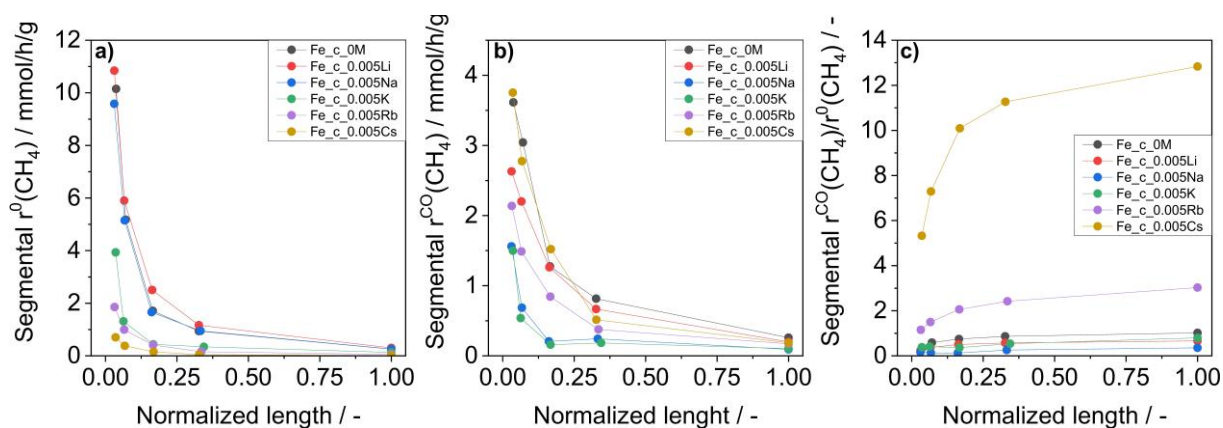 a)
Segmental r⁰(CH₄) / mmol/h/g
12
10
8
6
4
2
0
Fe_c_0M
Fe_c_0.005Li
Fe_c_0.005Na
Fe_c_0.005K
Fe_c_0.005Rb
Fe_c_0.005Cs
0.00 0.25 0.50 0.75 1.00
Normalized length / -
b)
Segmental r^CO(CH₄) / mmol/h/g
4
3
2
1
0
Fe_c_0M
Fe_c_0.005Li
Fe_c_0.005Na
Fe_c_0.005K
Fe_c_0.005Rb
Fe_c_0.005Cs
0.00 0.25 0.50 0.75 1.00
Normalized lenght / -
c)
Segmental r^CO(CH₄)/r⁰(CH₄) / -
14
12
10
8
6
4
2
0
Fe_c_0M
Fe_c_0.005Li
Fe_c_0.005Na
Fe_c_0.005K
Fe_c_0.005Rb
Fe_c_0.005Cs
0.00 0.25 0.50 0.75 1.00
Normalized length / -